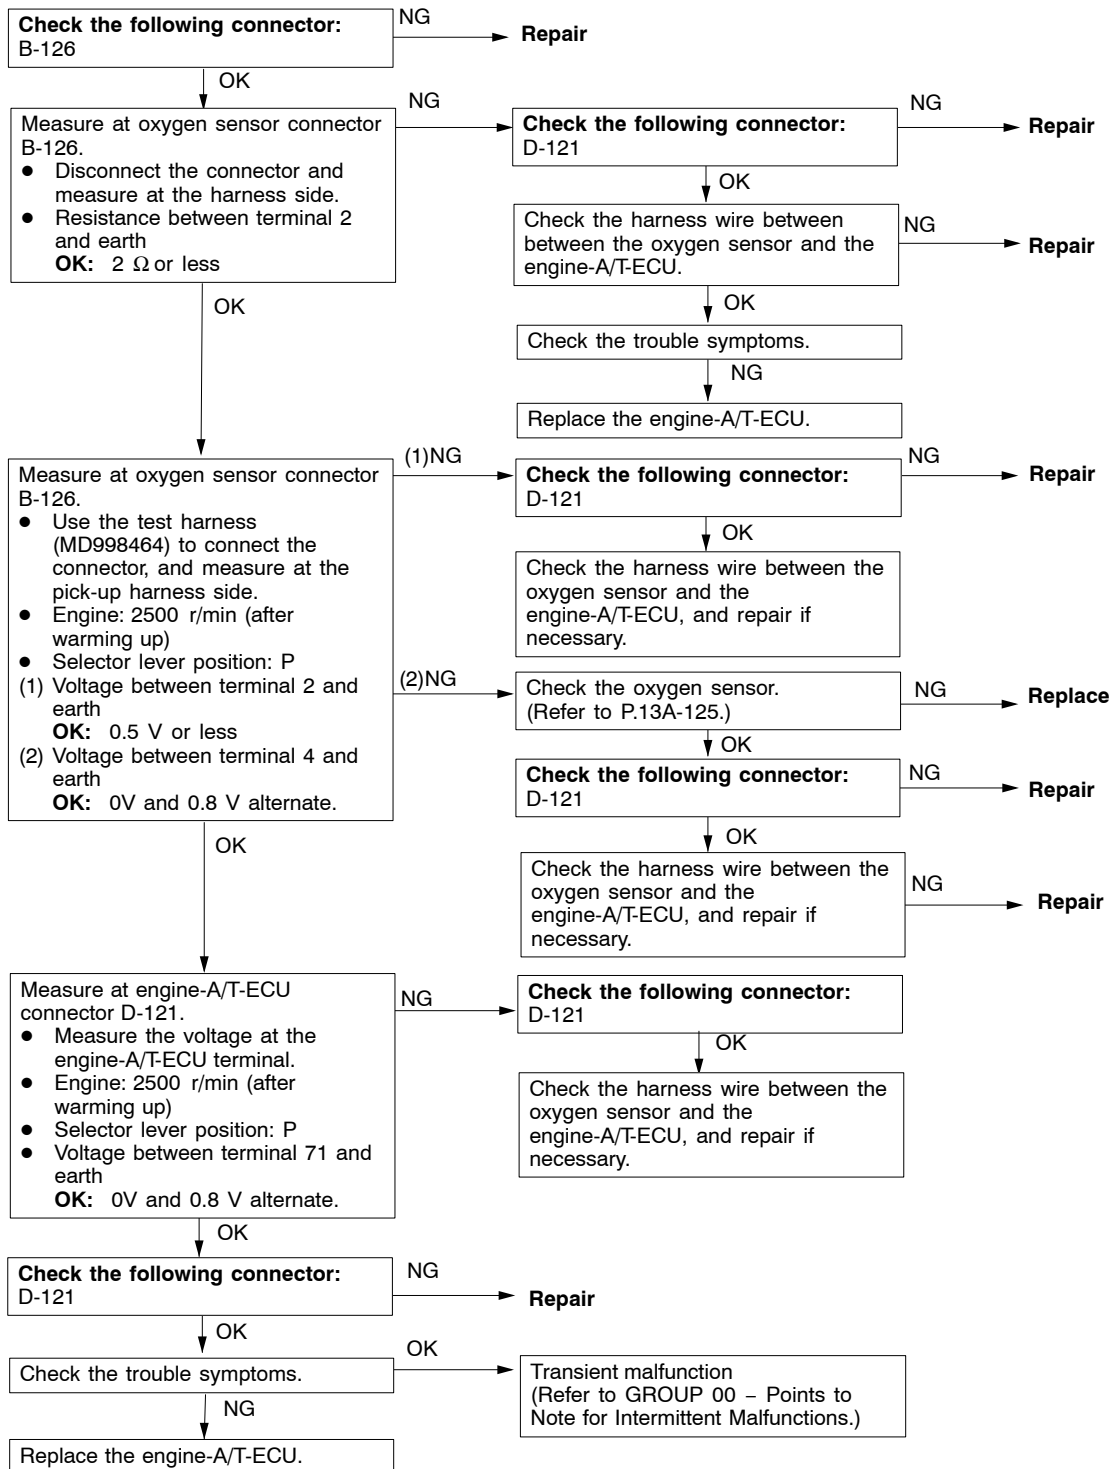 Check the following connector:
B-126
NG
Repair
OK
Measure at oxygen sensor connector
B-126.
● Disconnect the connector and
measure at the harness side.
● Resistance between terminal 2
and earth
OK: 2 Ω or less
NG
Check the following connector:
D-121
NG
Repair
OK
Check the harness wire between
between the oxygen sensor and the
engine-A/T-ECU.
NG
Repair
OK
Check the trouble symptoms.
NG
Replace the engine-A/T-ECU.
OK
Measure at oxygen sensor connector
B-126.
● Use the test harness
(MD998464) to connect the
connector, and measure at the
pick-up harness side.
● Engine: 2500 r/min (after
warming up)
● Selector lever position: P
(1) Voltage between terminal 2 and
earth
OK: 0.5 V or less
(2) Voltage between terminal 4 and
earth
OK: 0V and 0.8 V alternate.
(1)NG
Check the following connector:
D-121
NG
Repair
OK
Check the harness wire between the
oxygen sensor and the
engine-A/T-ECU, and repair if
necessary.
(2)NG
Check the oxygen sensor.
(Refer to P.13A-125.)
NG
Replace
OK
Check the following connector:
D-121
NG
Repair
OK
Check the harness wire between the
oxygen sensor and the
engine-A/T-ECU, and repair if
necessary.
NG
Repair
OK
Measure at engine-A/T-ECU
connector D-121.
● Measure the voltage at the
engine-A/T-ECU terminal.
● Engine: 2500 r/min (after
warming up)
● Selector lever position: P
● Voltage between terminal 71 and
earth
OK: 0V and 0.8 V alternate.
NG
Check the following connector:
D-121
OK
Check the harness wire between the
oxygen sensor and the
engine-A/T-ECU, and repair if
necessary.
OK
Check the following connector:
D-121
NG
Repair
OK
Check the trouble symptoms.
OK
Transient malfunction
(Refer to GROUP 00 – Points to
Note for Intermittent Malfunctions.)
NG
Replace the engine-A/T-ECU.